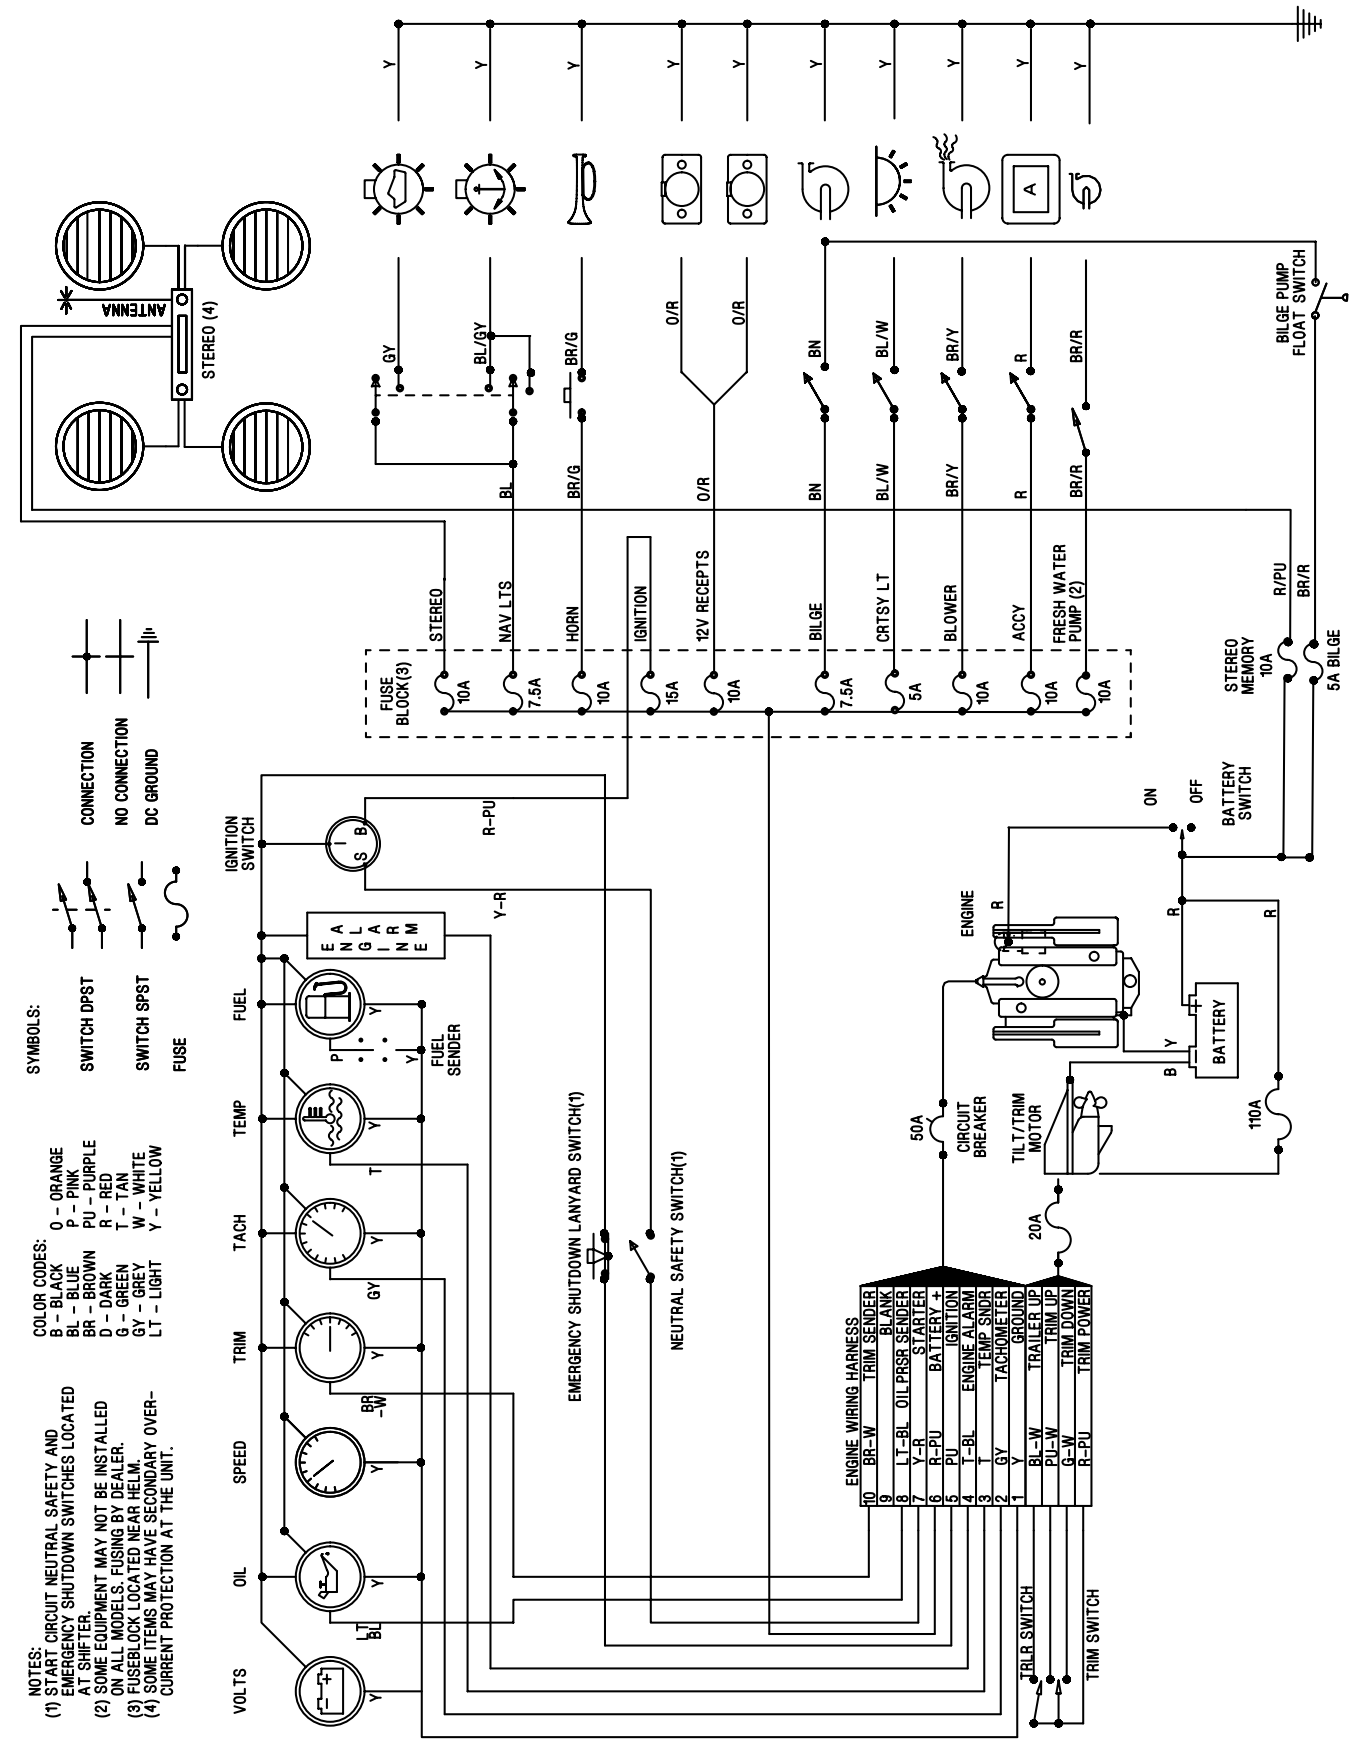 NOTES:
(1) START CIRCUIT NEUTRAL SAFETY AND
EMERGENCY SHUTDOWN SWITCHES LOCATED
AT SHIFTER.
(2) SOME EQUIPMENT MAY NOT BE INSTALLED
ON ALL MODELS. FUSING BY DEALER.
(3) FUSEBLOCK LOCATED NEAR HELM.
(4) SOME ITEMS MAY HAVE SECONDARY OVER-
CURRENT PROTECTION AT THE UNIT.
COLOR CODES:
B - BLACK O - ORANGE
BL - BLUE P - PINK
BR - BROWN PU - PURPLE
D - DARK R - RED
G - GREEN T - TAN
GY - GREY W - WHITE
LT - LIGHT Y - YELLOW
SYMBOLS:
SWITCH DPST
SWITCH SPST
FUSE
CONNECTION
NO CONNECTION
DC GROUND
ANTENNA
STEREO (4)
VOLTS
OIL
SPEED
TRIM
TACH
TEMP
FUEL
IGNITION
SWITCH
ENGINE
ALARM
I
S
B
- +
Y
Y
Y
Y
Y
Y
Y
LT
BL
BR
-W
GY
T
P
Y
FUEL
SENDER
Y-R
R-PU
FUSE
BLOCK(3)
10A
7.5A
10A
15A
10A
7.5A
5A
10A
10A
10A
STEREO
NAV LTS
HORN
IGNITION
12V RECEPTS
BILGE
CRTSY LT
BLOWER
ACCY
FRESH WATER
PUMP (2)
BL
BR/G
O/R
BN
BL/W
BR/Y
R
BR/R
GY
BL/GY
BR/G
O/R
O/R
BN
BL/W
BR/Y
R
BR/R
A
Y
Y
Y
Y
Y
Y
Y
Y
Y
Y
BILGE PUMP
FLOAT SWITCH
R/PU
BR/R
STEREO
MEMORY
10A
5A BILGE
EMERGENCY SHUTDOWN LANYARD SWITCH(1)
NEUTRAL SAFETY SWITCH(1)
ON
OFF
BATTERY
SWITCH
ENGINE
R
R
R
BATTERY
+
-
B
Y
50A
CIRCUIT
BREAKER
TILT/TRIM
MOTOR
110A
20A
ENGINE WIRING HARNESS
10 BR-W TRIM SENDER
9 BLANK
8 LT-BL OIL PRSR SENDER
7 Y-R STARTER
6 R-PU BATTERY +
5 PU IGNITION
4 T-BL ENGINE ALARM
3 T TEMP SNDR
2 GY TACHOMETER
1 Y GROUND
BL-W TRAILER UP
PU-W TRIM UP
G-W TRIM DOWN
R-PU TRIM POWER
TRLR SWITCH
TRIM SWITCH